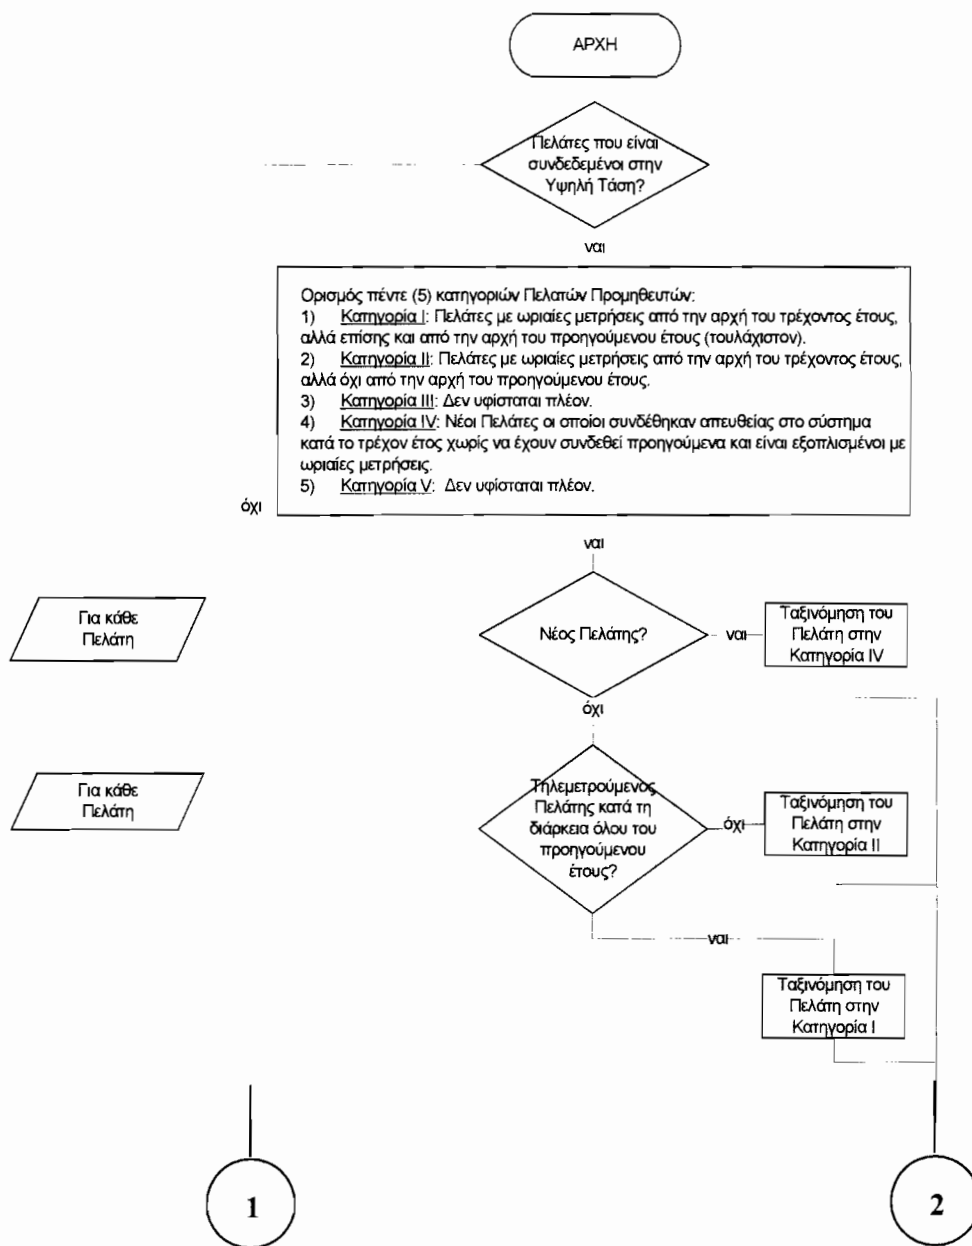 ΑΡΧΗ
Πελάτες που είναι
συνδεδεμένοι στην
Υψηλή Τάση?
ναι
Ορισμός πέντε (5) κατηγοριών Πελατών Προμηθευτών:
1) Κατηγορία I: Πελάτες με ωριαίες μετρήσεις από την αρχή του τρέχοντος έτους,
αλλά επίσης και από την αρχή του προηγούμενου έτους (τουλάχιστον).
2) Κατηγορία II: Πελάτες με ωριαίες μετρήσεις από την αρχή του τρέχοντος έτους,
αλλά όχι από την αρχή του προηγούμενου έτους.
3) Κατηγορία III: Δεν υφίσταται πλέον.
4) Κατηγορία IV: Νέοι Πελάτες οι οποίοι συνδέθηκαν απευθείας στο σύστημα
κατά το τρέχον έτος χωρίς να έχουν συνδεθεί προηγούμενα και είναι εξοπλισμένοι με
ωριαίες μετρήσεις.
5) Κατηγορία V: Δεν υφίσταται πλέον.
όχι
ναι
Για κάθε
Πελάτη
Νέος Πελάτης?
ναι
Ταξινόμηση του
Πελάτη στην
Κατηγορία IV
όχι
Για κάθε
Πελάτη
Τηλεμετρούμενος
Πελάτης κατά τη
διάρκεια όλου του
προηγούμενου
έτους?
όχι
Ταξινόμηση του
Πελάτη στην
Κατηγορία II
ναι
Ταξινόμηση του
Πελάτη στην
Κατηγορία I
1
2